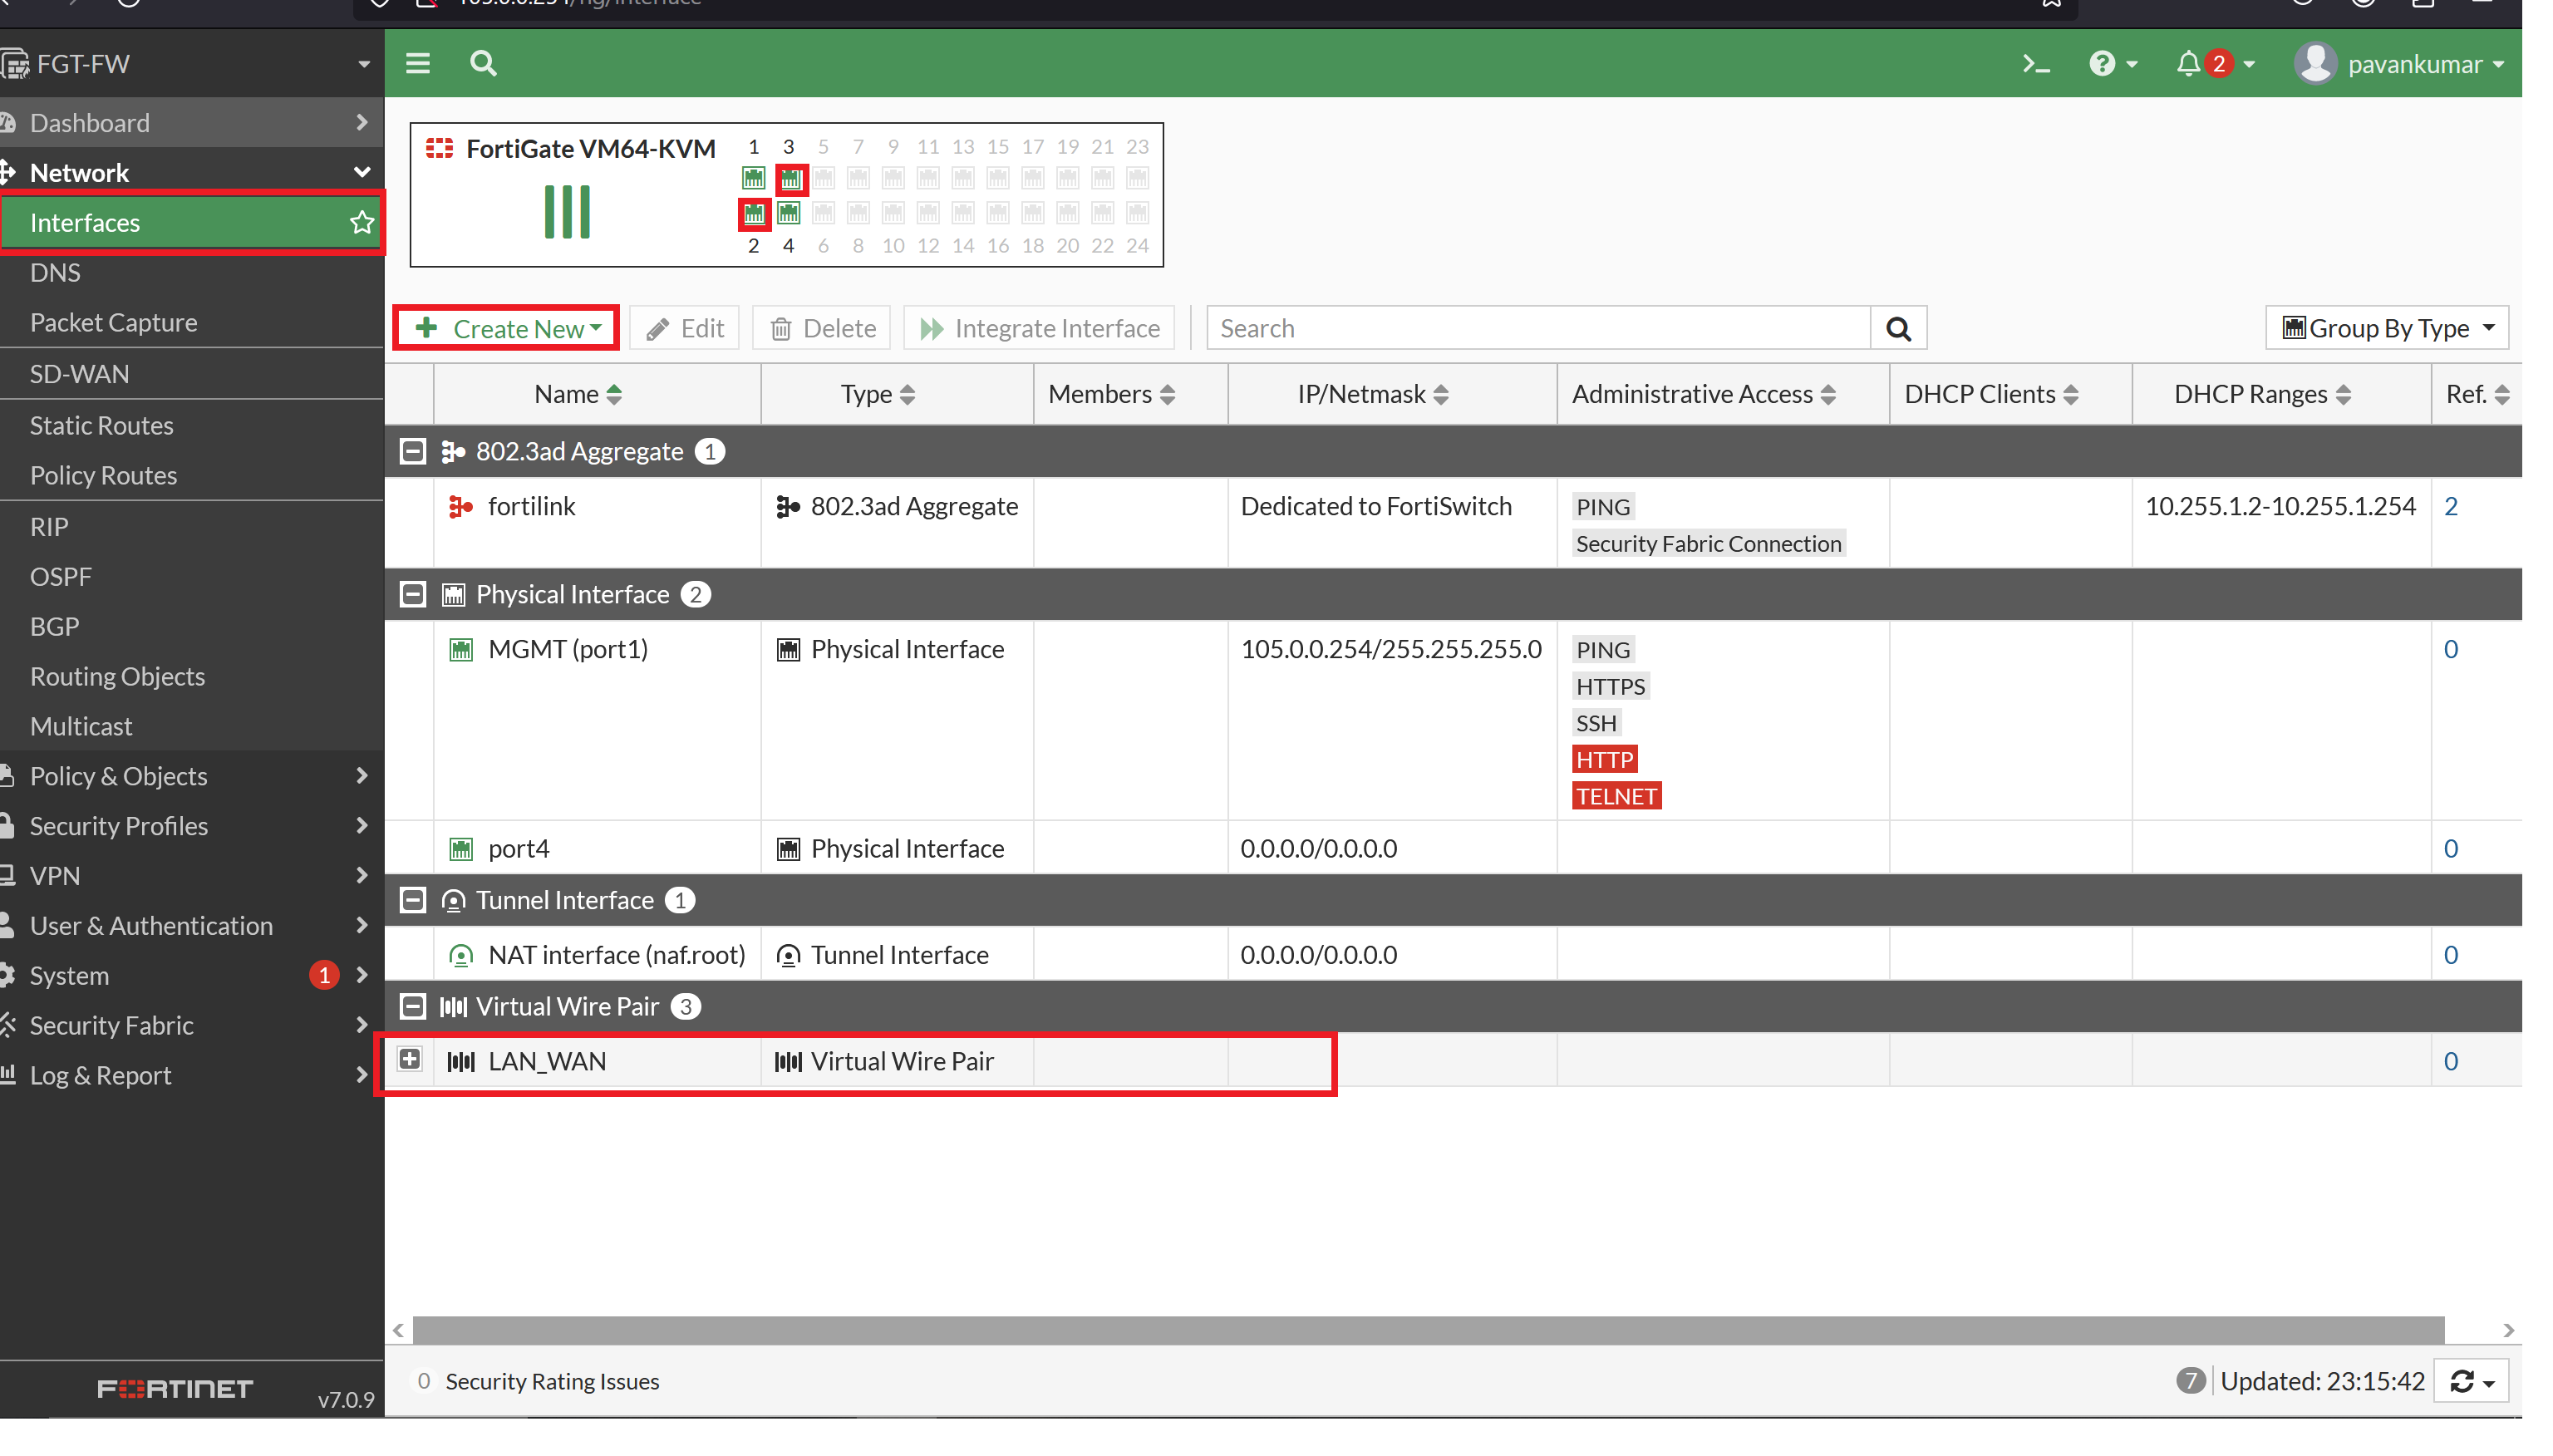 FGT-FW
2
pavankumar
Dashboard
Network
Interfaces
DNS
Packet Capture
SD-WAN
Static Routes
Policy Routes
RIP
OSPF
BGP
Routing Objects
Multicast
Policy & Objects
Security Profiles
VPN
User & Authentication
System 1
Security Fabric
Log & Report
FORTINET v7.0.9
FortiGate VM64-KVM
1 3 5 7 9 11 13 15 17 19 21 23
2 4 6 8 10 12 14 16 18 20 22 24
Create New Edit Delete Integrate Interface Search Group By Type
Name Type Members IP/Netmask Administrative Access DHCP Clients DHCP Ranges Ref.
802.3ad Aggregate 1
fortilink 802.3ad Aggregate Dedicated to FortiSwitch PING 10.255.1.2-10.255.1.254 2
Security Fabric Connection
Physical Interface 2
MGMT (port1) Physical Interface 105.0.0.254/255.255.255.0 PING 0
HTTPS
SSH
HTTP
TELNET
port4 Physical Interface 0.0.0.0/0.0.0.0 0
Tunnel Interface 1
NAT interface (naf.root) Tunnel Interface 0.0.0.0/0.0.0.0 0
Virtual Wire Pair 3
LAN_WAN Virtual Wire Pair 0
0 Security Rating Issues
7 Updated: 23:15:42